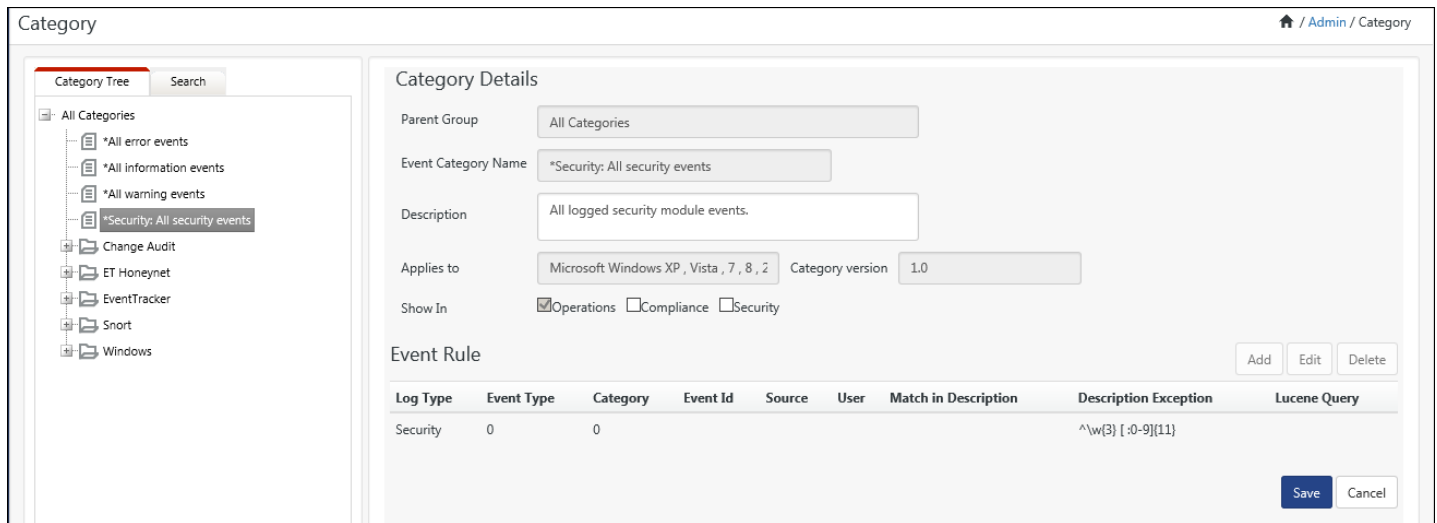 Category
/ Admin / Category
Category Tree
Search
All Categories
*All error events
*All information events
*All warning events
*Security: All security events
Change Audit
ET Honeynet
EventTracker
Snort
Windows
Category Details
Parent Group
All Categories
Event Category Name
*Security: All security events
Description
All logged security module events.
Applies to
Microsoft Windows XP , Vista , 7 , 8 , 2
Category version
1.0
Show In
Operations Compliance Security
Event Rule
Add Edit Delete
Log Type Event Type Category Event Id Source User Match in Description Description Exception Lucene Query
Security 0 0 ^\w{3} [ :0-9]{11}
Save Cancel